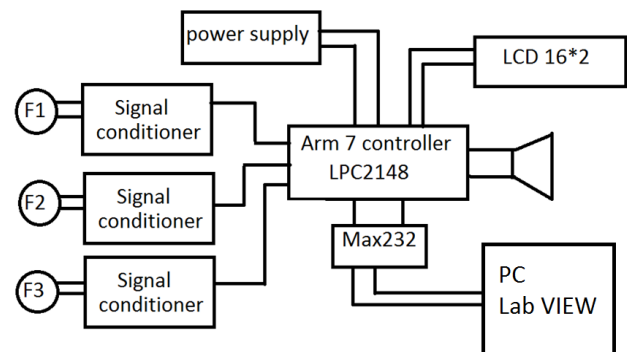 power supply
LCD 16*2
F1
Signal
conditioner
Arm 7 controller
LPC2148
F2
Signal
conditioner
Max232
F3
Signal
conditioner
PC
Lab VIEW